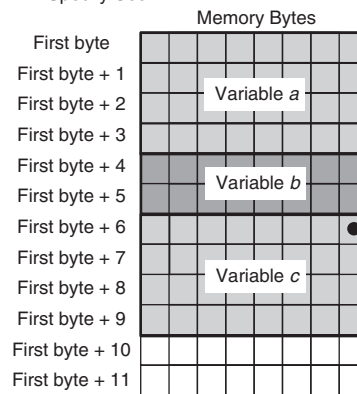 Memory Bytes
First byte
First byte + 1
First byte + 2
Variable a
First byte + 3
First byte + 4
First byte + 5
Variable b
First byte + 6
First byte + 7
First byte + 8
Variable c
First byte + 9
First byte + 10
First byte + 11